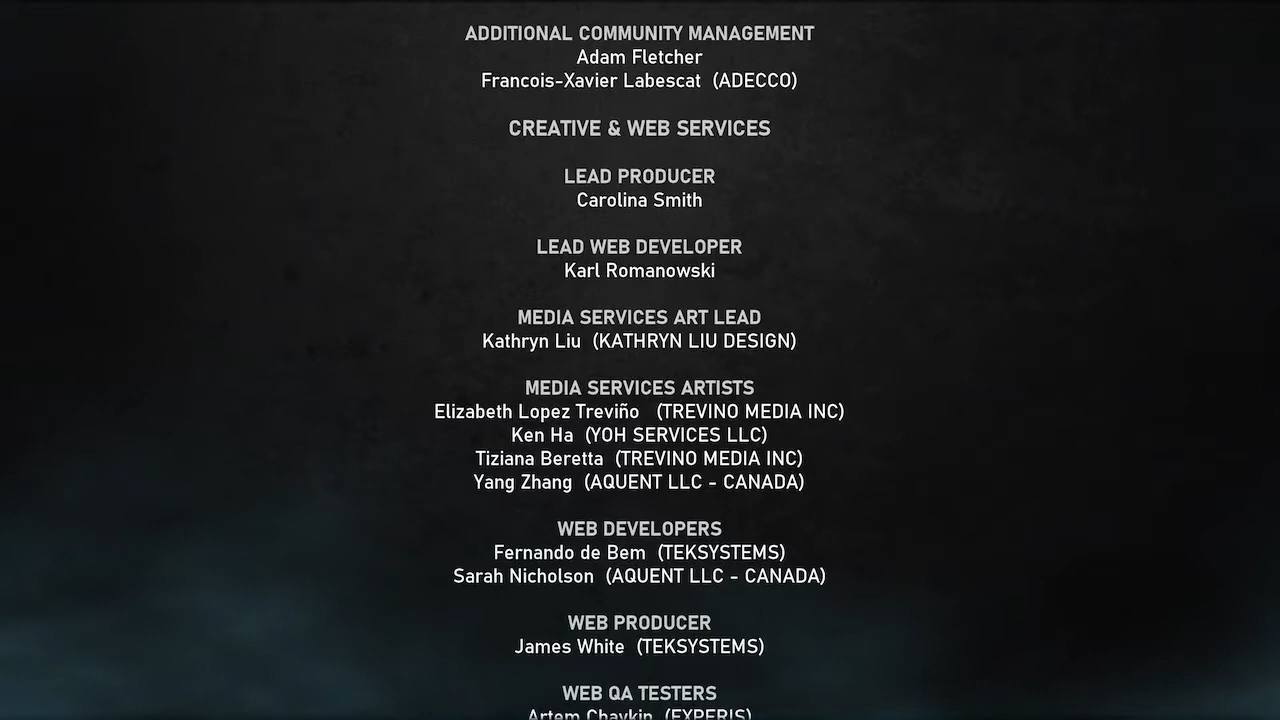 ADDITIONAL COMMUNITY MANAGEMENT
Adam Fletcher
Francois-Xavier Labescat (ADECCO)
CREATIVE & WEB SERVICES
LEAD PRODUCER
Carolina Smith
LEAD WEB DEVELOPER
Karl Romanowski
MEDIA SERVICES ART LEAD
Kathryn Liu (KATHRYN LIU DESIGN)
MEDIA SERVICES ARTISTS
Elizabeth Lopez Treviño (TREVINO MEDIA INC)
Ken Ha (YOH SERVICES LLC)
Tiziana Beretta (TREVINO MEDIA INC)
Yang Zhang (AQUENT LLC - CANADA)
WEB DEVELOPERS
Fernando de Bem (TEKSYSTEMS)
Sarah Nicholson (AQUENT LLC - CANADA)
WEB PRODUCER
James White (TEKSYSTEMS)
WEB QA TESTERS
Artem Chaykin (EXPERIS)